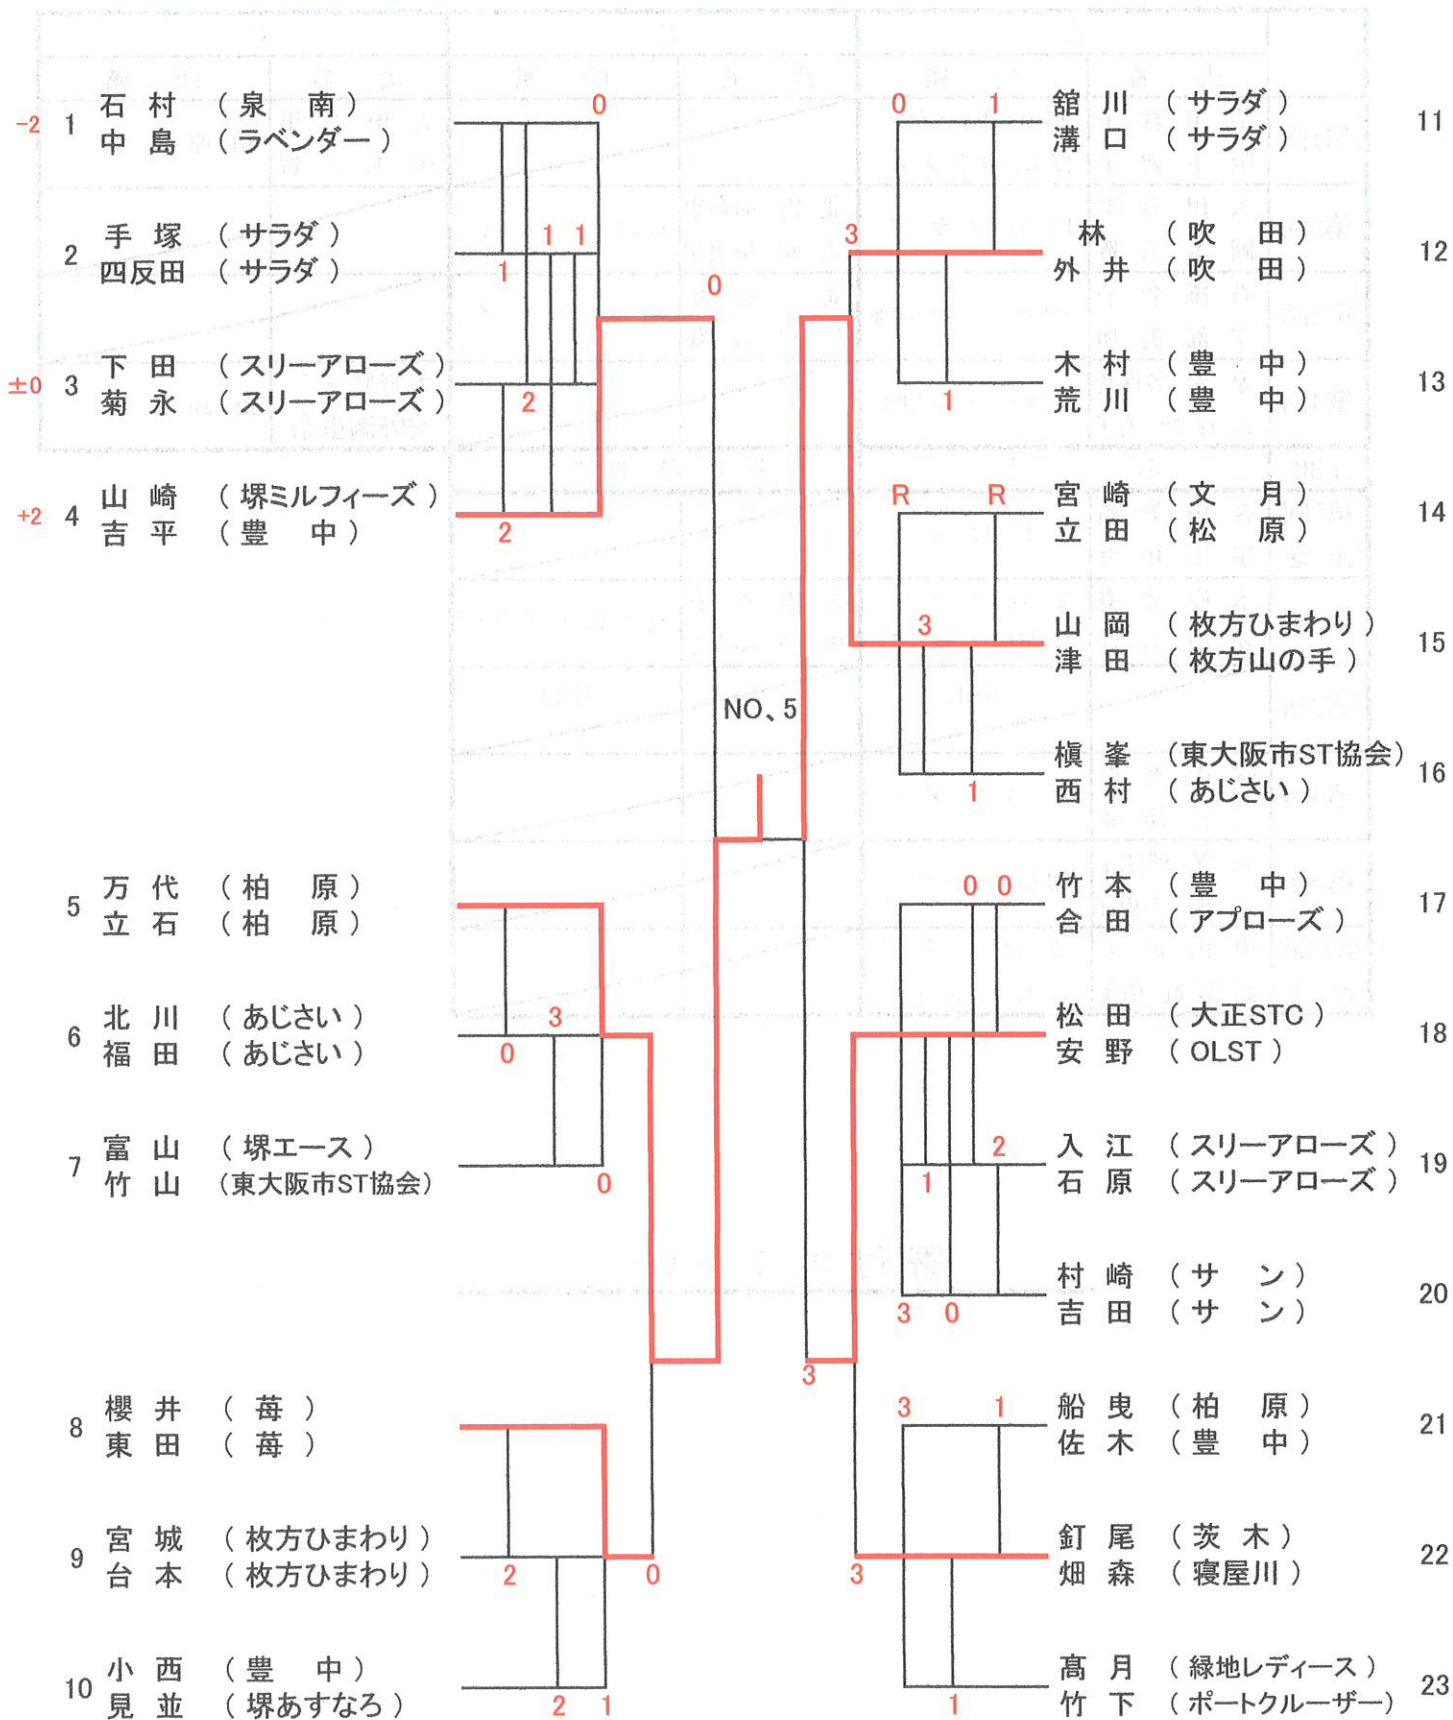 -2 1 石村 (泉 南)
中島 (ラベンダー)
0
2 手塚 (サラダ)
四反田 (サラダ)
1 1
1
±0 3 下田 (スリーアローズ)
菊永 (スリーアローズ)
2
+2 4 山崎 (堺ミルフィーズ)
吉平 (豊 中)
2
0
5 万代 (柏 原)
立石 (柏 原)
6 北川 (あじさい)
福田 (あじさい)
3
0
7 富山 (堺エース)
竹山 (東大阪市ST協会)
0
8 櫻井 (苺)
東田 (苺)
9 宮城 (枚方ひまわり)
台本 (枚方ひまわり)
2
0
10 小西 (豊 中)
見並 (堺あすなろ)
2 1
NO、5
0 1
舘川 (サラダ) 11
溝口 (サラダ)
3
林 (吹 田) 12
外井 (吹 田)
木村 (豊 中) 13
荒川 (豊 中)
1
R R
宮崎 (文 月) 14
立田 (松 原)
3
山岡 (枚方ひまわり) 15
津田 (枚方山の手)
槇峯 (東大阪市ST協会) 16
西村 (あじさい)
1
0 0
竹本 (豊 中) 17
合田 (アプローズ)
松田 (大正STC) 18
安野 (OLST)
2
入江 (スリーアローズ) 19
石原 (スリーアローズ)
1
村崎 (サ ン) 20
吉田 (サ ン)
3 0
3
3 1
船曳 (柏 原) 21
佐木 (豊 中)
釘尾 (茨木) 22
畑森 (寝屋川)
3
髙月 (緑地レディース) 23
竹下 (ポートクルーザー)
1